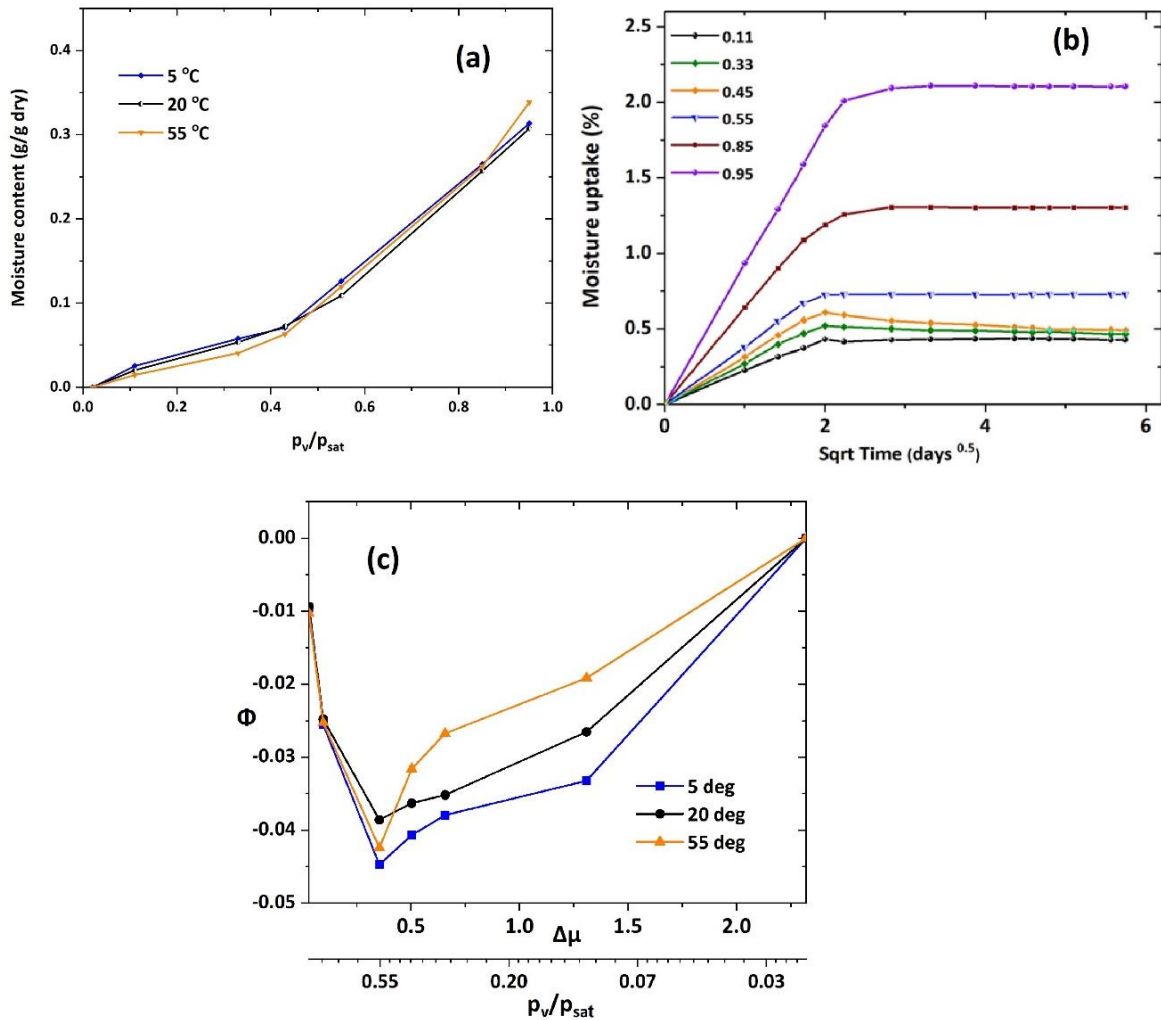 (a)
5 °C
20 °C
55 °C
0.4
0.3
0.2
0.1
0.0
Moisture content (g/g dry)
0.0 0.2 0.4 0.6 0.8 1.0
pv/psat
(b)
0.11
0.33
0.45
0.55
0.85
0.95
2.5
2.0
1.5
1.0
0.5
0.0
Moisture uptake (%)
0 2 4 6
Sqrt Time (days 0.5)
(c)
0.00
-0.01
-0.02
-0.03
-0.04
-0.05
Φ
5 deg
20 deg
55 deg
0.5 1.0 1.5 2.0
Δμ
0.55 0.20 0.07 0.03
pv/psat